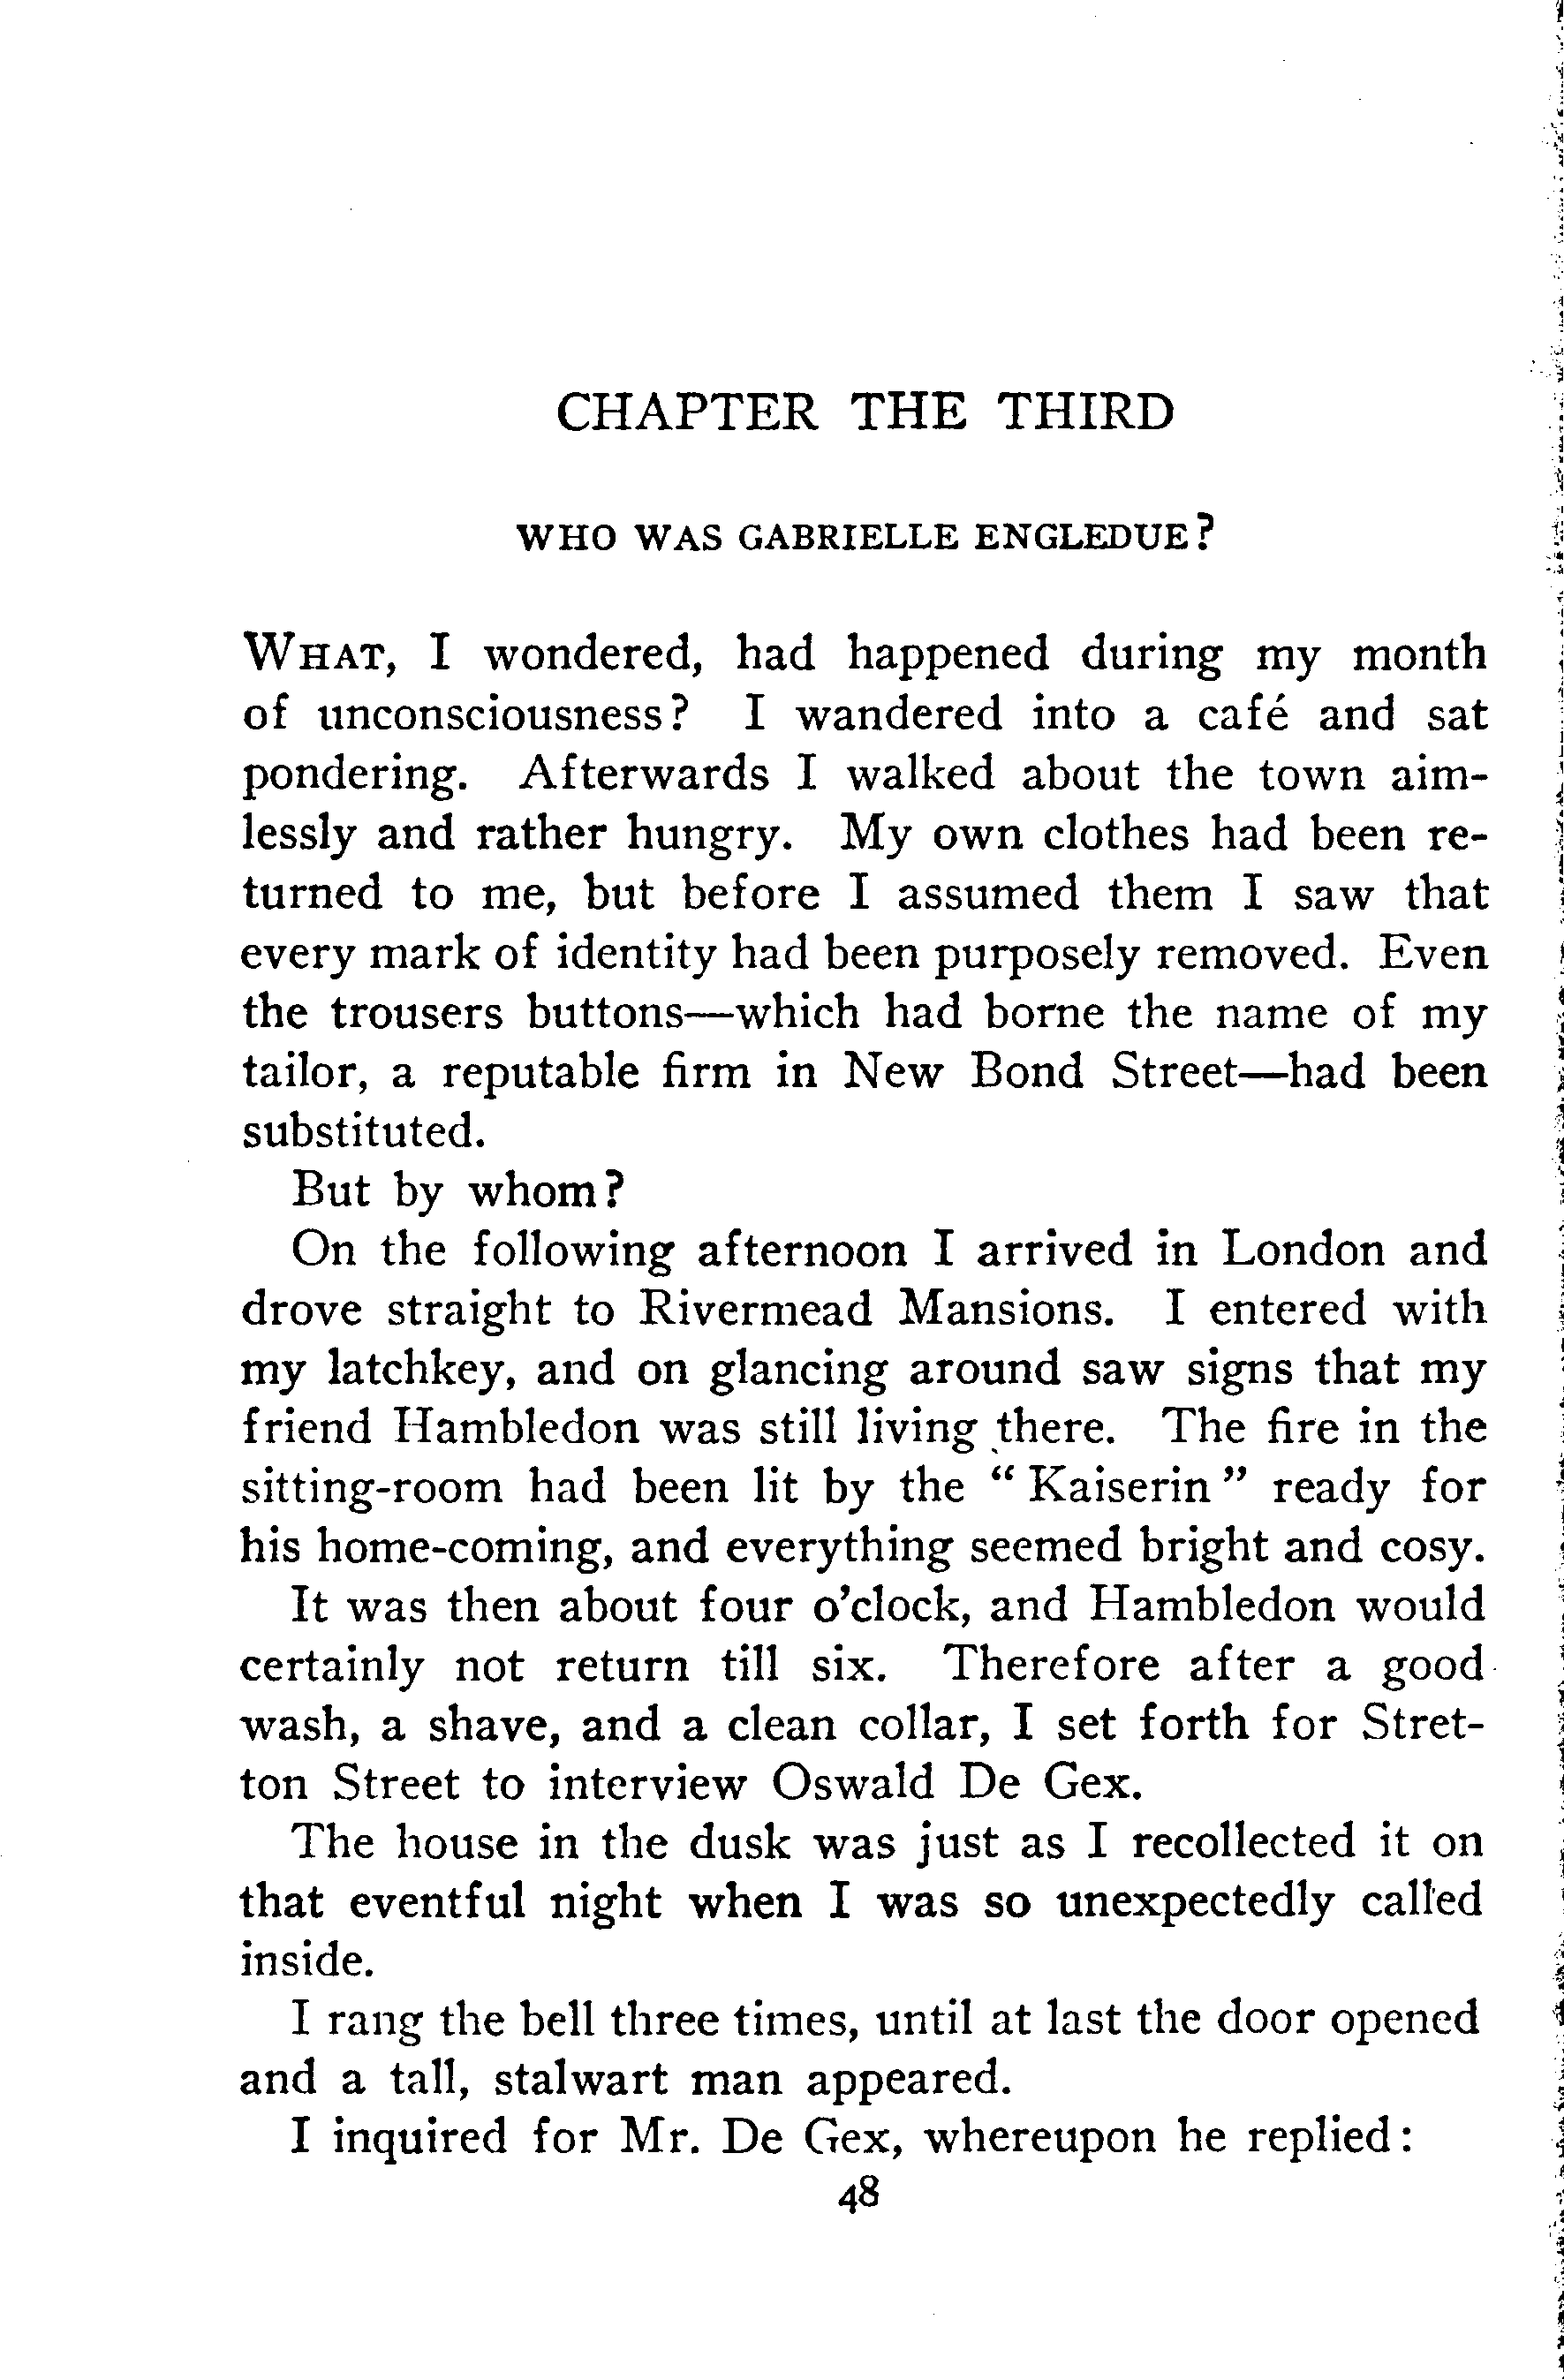 CHAPTER THE THIRD
WHO WAS GABRIELLE ENGLEDUE?
WHAT, I wondered, had happened during my month
of unconsciousness? I wandered into a café and sat
pondering. Afterwards I walked about the town aim-
lessly and rather hungry. My own clothes had been re-
turned to me, but before I assumed them I saw that
every mark of identity had been purposely removed. Even
the trousers buttons—which had borne the name of my
tailor, a reputable firm in New Bond Street—had been
substituted.
But by whom?
On the following afternoon I arrived in London and
drove straight to Rivermead Mansions. I entered with
my latchkey, and on glancing around saw signs that my
friend Hambledon was still living there. The fire in the
sitting-room had been lit by the "Kaiserin" ready for
his home-coming, and everything seemed bright and cosy.
It was then about four o'clock, and Hambledon would
certainly not return till six. Therefore after a good
wash, a shave, and a clean collar, I set forth for Stret-
ton Street to interview Oswald De Gex.
The house in the dusk was just as I recollected it on
that eventful night when I was so unexpectedly called
inside.
I rang the bell three times, until at last the door opened
and a tall, stalwart man appeared.
I inquired for Mr. De Gex, whereupon he replied:
48